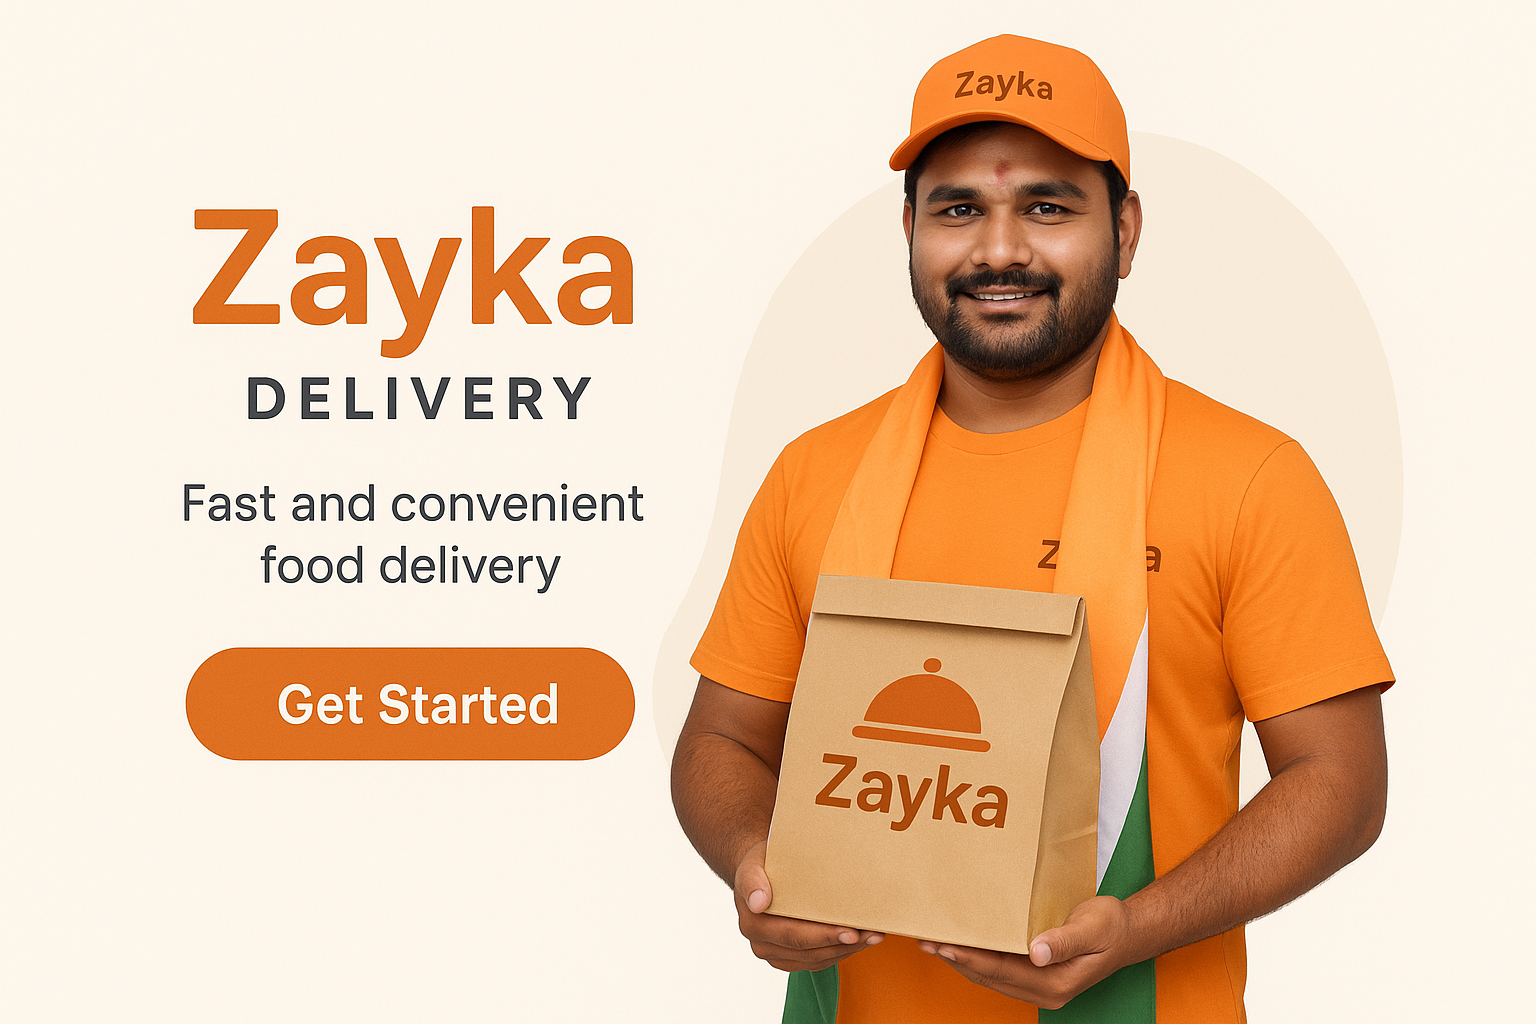 Zayka
DELIVERY
Fast and convenient
food delivery
Get Started
Zayka
Z a
Zayka